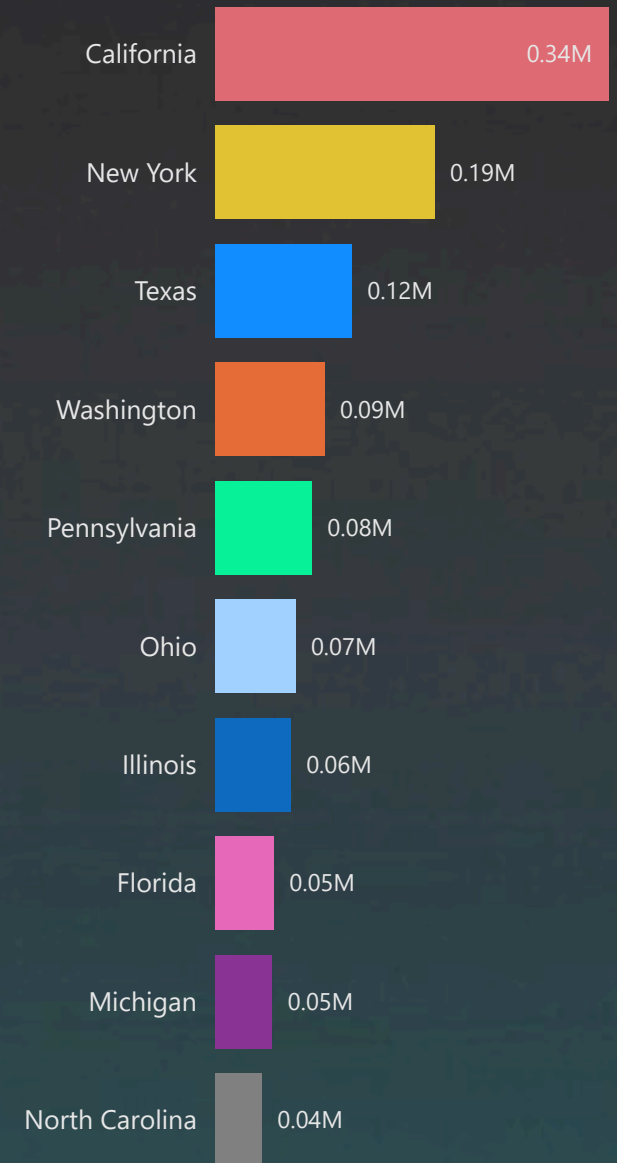 California 0.34M
New York 0.19M
Texas 0.12M
Washington 0.09M
Pennsylvania 0.08M
Ohio 0.07M
Illinois 0.06M
Florida 0.05M
Michigan 0.05M
North Carolina 0.04M